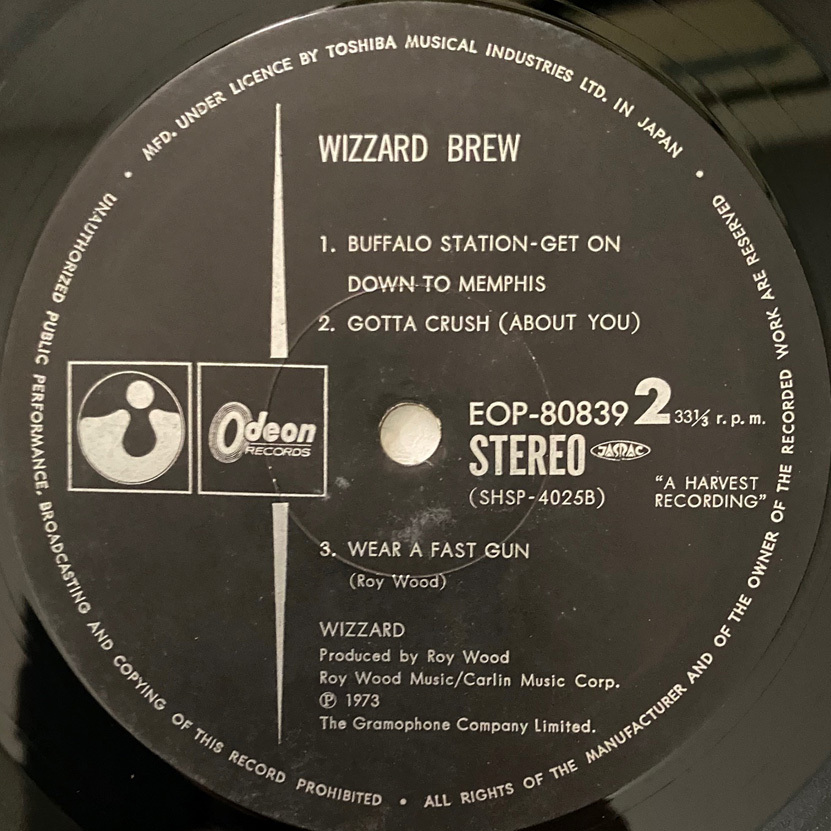 MFD. UNDER LICENCE BY TOSHIBA MUSICAL INDUSTRIES LTD. IN JAPAN •
WIZZARD BREW
1. BUFFALO STATION-GET ON
DOWN TO MEMPHIS
2. GOTTA CRUSH (ABOUT YOU)
Odeon
RECORDS
EOP-80839 2 33⅓ r.p.m.
STEREO JASRAC
(SHSP-4025B)
"A HARVEST
RECORDING"
3. WEAR A FAST GUN
(Roy Wood)
WIZZARD
Produced by Roy Wood
Roy Wood Music/Carlin Music Corp.
Ⓟ 1973
The Gramophone Company Limited.
• UNAUTHORIZED PUBLIC PERFORMANCE, BROADCASTING AND COPYING OF THIS RECORD PROHIBITED • ALL RIGHTS OF THE MANUFACTURER AND OF THE OWNER OF THE RECORDED WORK ARE RESERVED